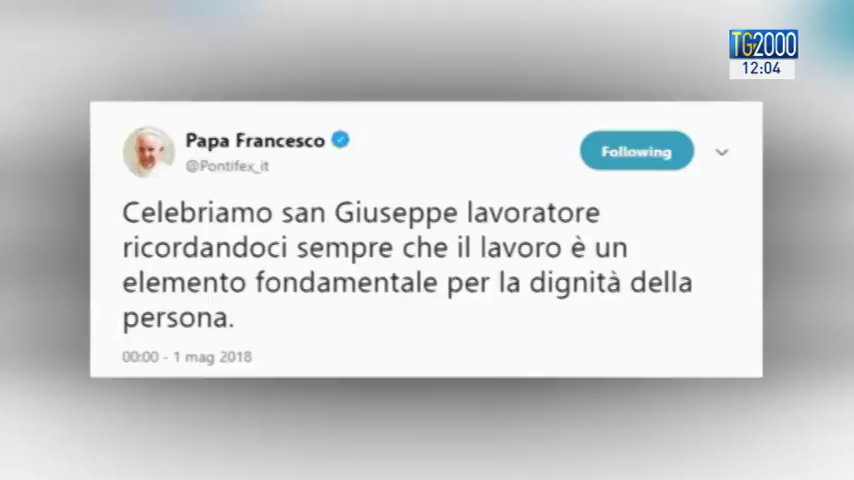 TG2000
12:04
Papa Francesco
Following
@Pontifex_it
Celebriamo san Giuseppe lavoratore
ricordandoci sempre che il lavoro è un
elemento fondamentale per la dignità della
persona.
00:00 - 1 mag 2018